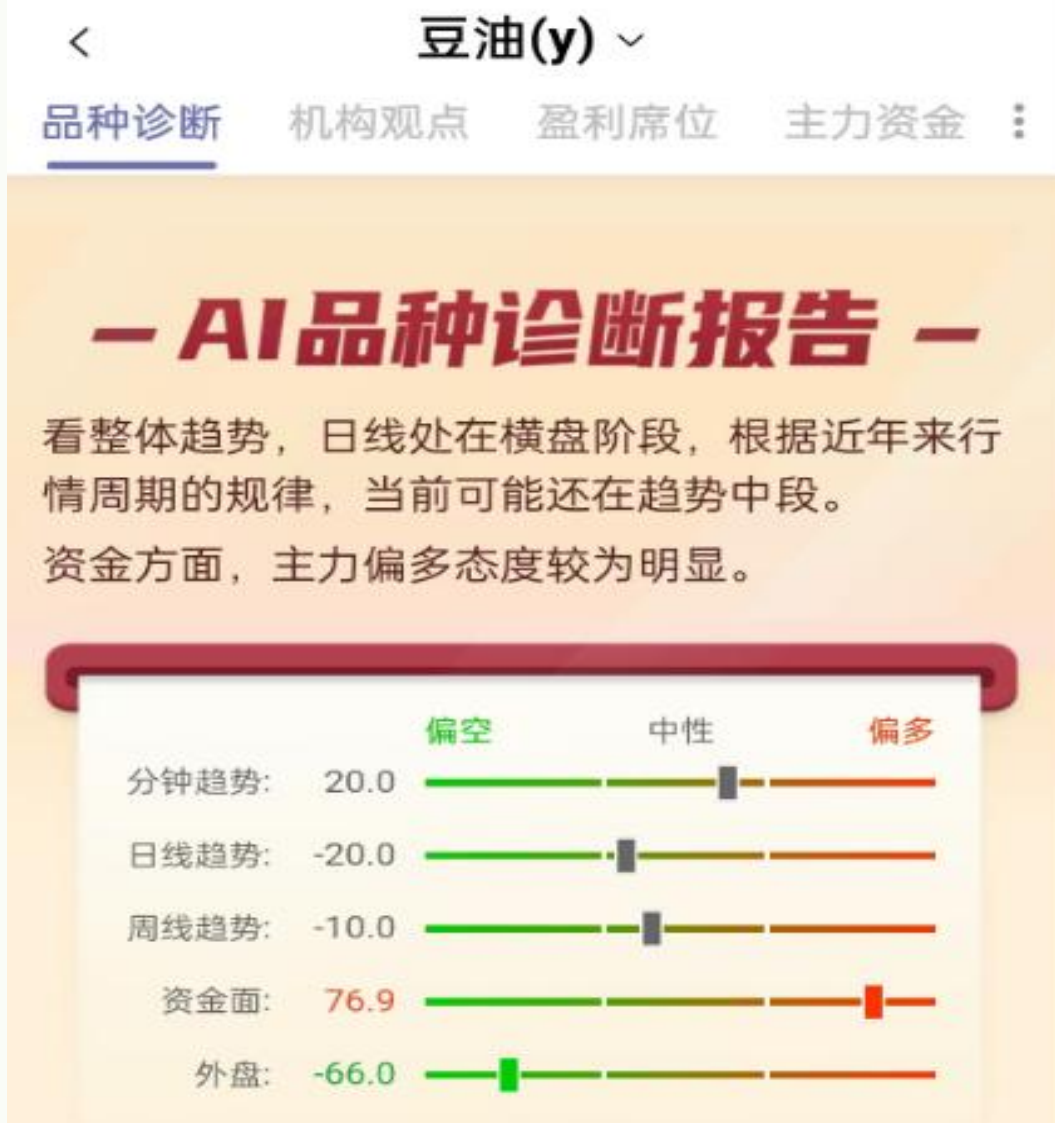 豆油(y)
品种诊断 机构观点 盈利席位 主力资金
AI品种诊断报告
看整体趋势，日线处在横盘阶段，根据近年来行
情周期的规律，当前可能还在趋势中段。
资金方面，主力偏多态度较为明显。
偏空 中性 偏多
分钟趋势: 20.0
日线趋势: -20.0
周线趋势: -10.0
资金面: 76.9
外盘: -66.0